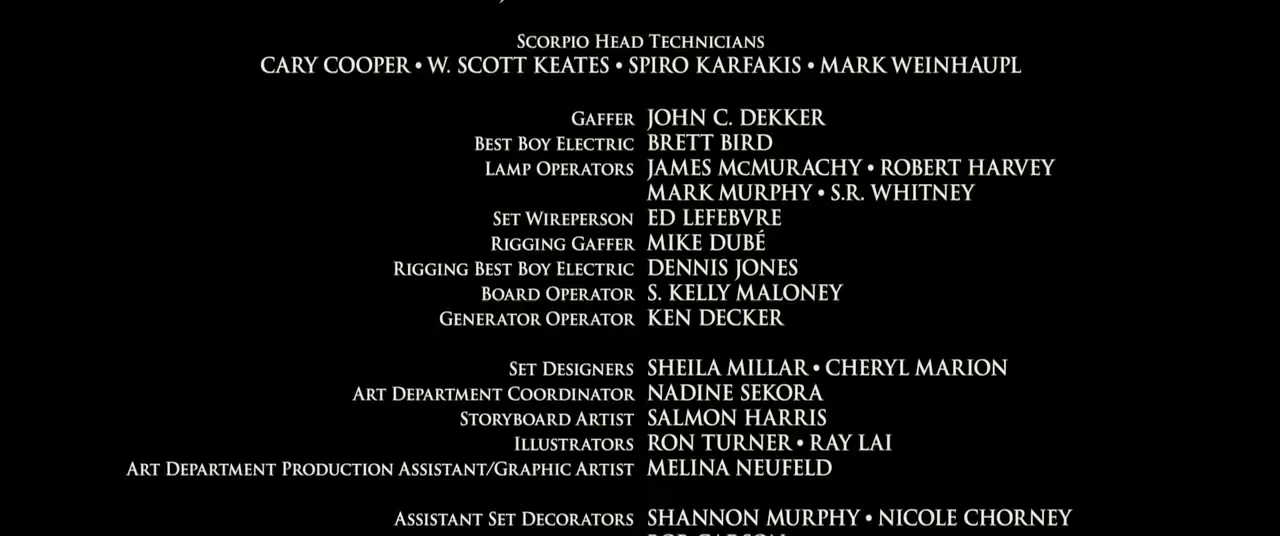 Scorpio Head Technicians
CARY COOPER • W. SCOTT KEATES • SPIRO KARFAKIS • MARK WEINHAUPL
Gaffer JOHN C. DEKKER
Best Boy Electric BRETT BIRD
Lamp Operators JAMES McMURACHY • ROBERT HARVEY
MARK MURPHY • S.R. WHITNEY
Set Wireperson ED LEFEBVRE
Rigging Gaffer MIKE DUBÉ
Rigging Best Boy Electric DENNIS JONES
Board Operator S. KELLY MALONEY
Generator Operator KEN DECKER
Set Designers SHEILA MILLAR • CHERYL MARION
Art Department Coordinator NADINE SEKORA
Storyboard Artist SALMON HARRIS
Illustrators RON TURNER • RAY LAI
Art Department Production Assistant/Graphic Artist MELINA NEUFELD
Assistant Set Decorators SHANNON MURPHY • NICOLE CHORNEY